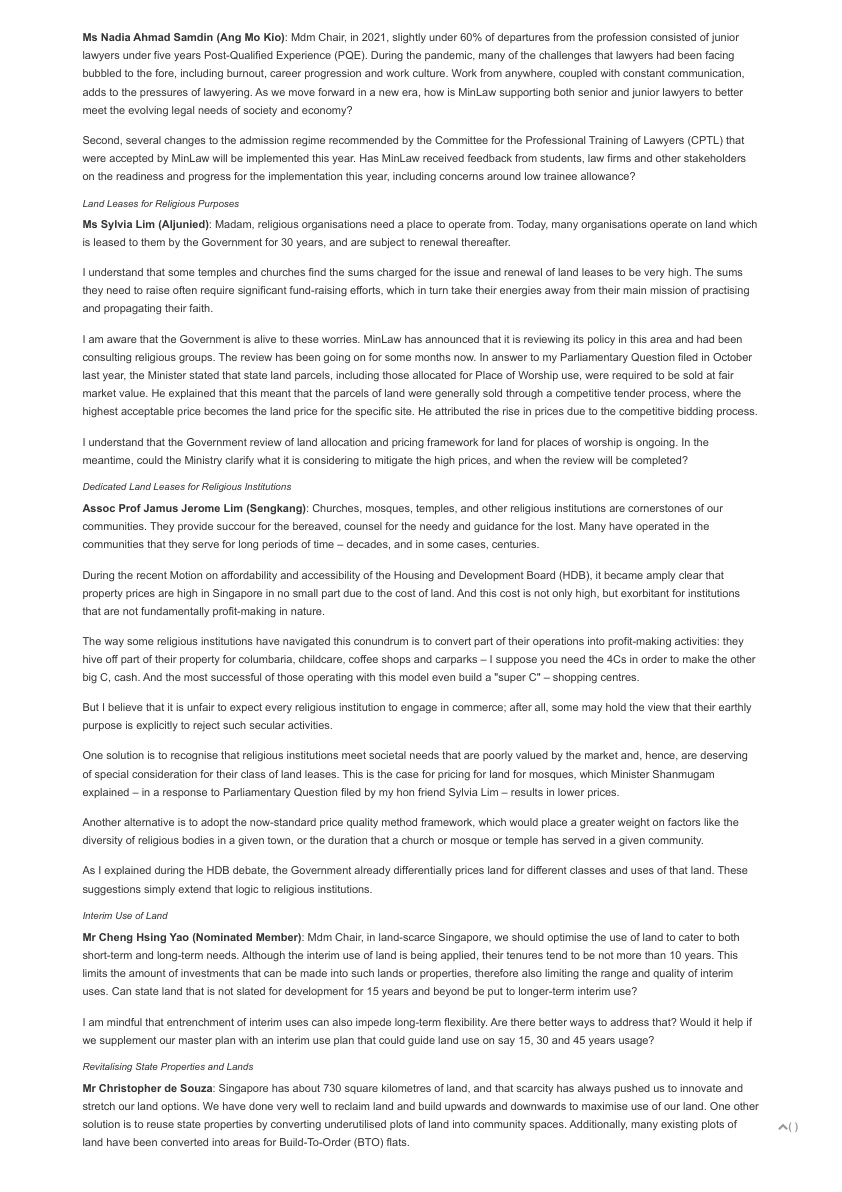 Ms Nadia Ahmad Samdin (Ang Mo Kio): Mdm Chair, in 2021, slightly under 60% of departures from the profession consisted of junior
lawyers under five years Post-Qualified Experience (PQE). During the pandemic, many of the challenges that lawyers had been facing
bubbled to the fore, including burnout, career progression and work culture. Work from anywhere, coupled with constant communication,
adds to the pressures of lawyering. As we move forward in a new era, how is MinLaw supporting both senior and junior lawyers to better
meet the evolving legal needs of society and economy?
Second, several changes to the admission regime recommended by the Committee for the Professional Training of Lawyers (CPTL) that
were accepted by MinLaw will be implemented this year. Has MinLaw received feedback from students, law firms and other stakeholders
on the readiness and progress for the implementation this year, including concerns around low trainee allowance?
Land Leases for Religious Purposes
Ms Sylvia Lim (Aljunied): Madam, religious organisations need a place to operate from. Today, many organisations operate on land which
is leased to them by the Government for 30 years, and are subject to renewal thereafter.
I understand that some temples and churches find the sums charged for the issue and renewal of land leases to be very high. The sums
they need to raise often require significant fund-raising efforts, which in turn take their energies away from their main mission of practising
and propagating their faith.
I am aware that the Government is alive to these worries. MinLaw has announced that it is reviewing its policy in this area and had been
consulting religious groups. The review has been going on for some months now. In answer to my Parliamentary Question filed in October
last year, the Minister stated that state land parcels, including those allocated for Place of Worship use, were required to be sold at fair
market value. He explained that this meant that the parcels of land were generally sold through a competitive tender process, where the
highest acceptable price becomes the land price for the specific site. He attributed the rise in prices due to the competitive bidding process.
I understand that the Government review of land allocation and pricing framework for land for places of worship is ongoing. In the
meantime, could the Ministry clarify what it is considering to mitigate the high prices, and when the review will be completed?
Dedicated Land Leases for Religious Institutions
Assoc Prof Jamus Jerome Lim (Sengkang): Churches, mosques, temples, and other religious institutions are cornerstones of our
communities. They provide succour for the bereaved, counsel for the needy and guidance for the lost. Many have operated in the
communities that they serve for long periods of time – decades, and in some cases, centuries.
During the recent Motion on affordability and accessibility of the Housing and Development Board (HDB), it became amply clear that
property prices are high in Singapore in no small part due to the cost of land. And this cost is not only high, but exorbitant for institutions
that are not fundamentally profit-making in nature.
The way some religious institutions have navigated this conundrum is to convert part of their operations into profit-making activities: they
hive off part of their property for columbaria, childcare, coffee shops and carparks – I suppose you need the 4Cs in order to make the other
big C, cash. And the most successful of those operating with this model even build a "super C" – shopping centres.
But I believe that it is unfair to expect every religious institution to engage in commerce; after all, some may hold the view that their earthly
purpose is explicitly to reject such secular activities.
One solution is to recognise that religious institutions meet societal needs that are poorly valued by the market and, hence, are deserving
of special consideration for their class of land leases. This is the case for pricing for land for mosques, which Minister Shanmugam
explained – in a response to Parliamentary Question filed by my hon friend Sylvia Lim – results in lower prices.
Another alternative is to adopt the now-standard price quality method framework, which would place a greater weight on factors like the
diversity of religious bodies in a given town, or the duration that a church or mosque or temple has served in a given community.
As I explained during the HDB debate, the Government already differentially prices land for different classes and uses of that land. These
suggestions simply extend that logic to religious institutions.
Interim Use of Land
Mr Cheng Hsing Yao (Nominated Member): Mdm Chair, in land-scarce Singapore, we should optimise the use of land to cater to both
short-term and long-term needs. Although the interim use of land is being applied, their tenures tend to be not more than 10 years. This
limits the amount of investments that can be made into such lands or properties, therefore also limiting the range and quality of interim
uses. Can state land that is not slated for development for 15 years and beyond be put to longer-term interim use?
I am mindful that entrenchment of interim uses can also impede long-term flexibility. Are there better ways to address that? Would it help if
we supplement our master plan with an interim use plan that could guide land use on say 15, 30 and 45 years usage?
Revitalising State Properties and Lands
Mr Christopher de Souza: Singapore has about 730 square kilometres of land, and that scarcity has always pushed us to innovate and
stretch our land options. We have done very well to reclaim land and build upwards and downwards to maximise use of our land. One other
solution is to reuse state properties by converting underutilised plots of land into community spaces. Additionally, many existing plots of
land have been converted into areas for Build-To-Order (BTO) flats.
( )